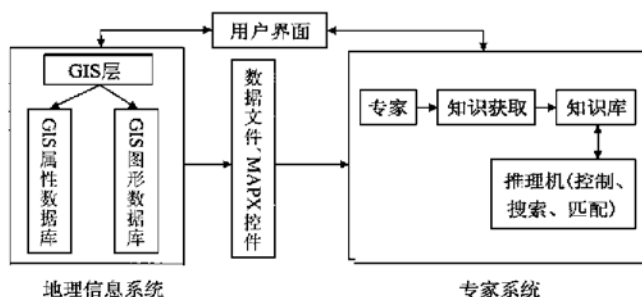 用户界面
GIS层
GIS属性数据库
GIS图形数据库
数据文件、MAPX控件
专家
知识获取
知识库
推理机(控制、
搜索、匹配)
地理信息系统
专家系统